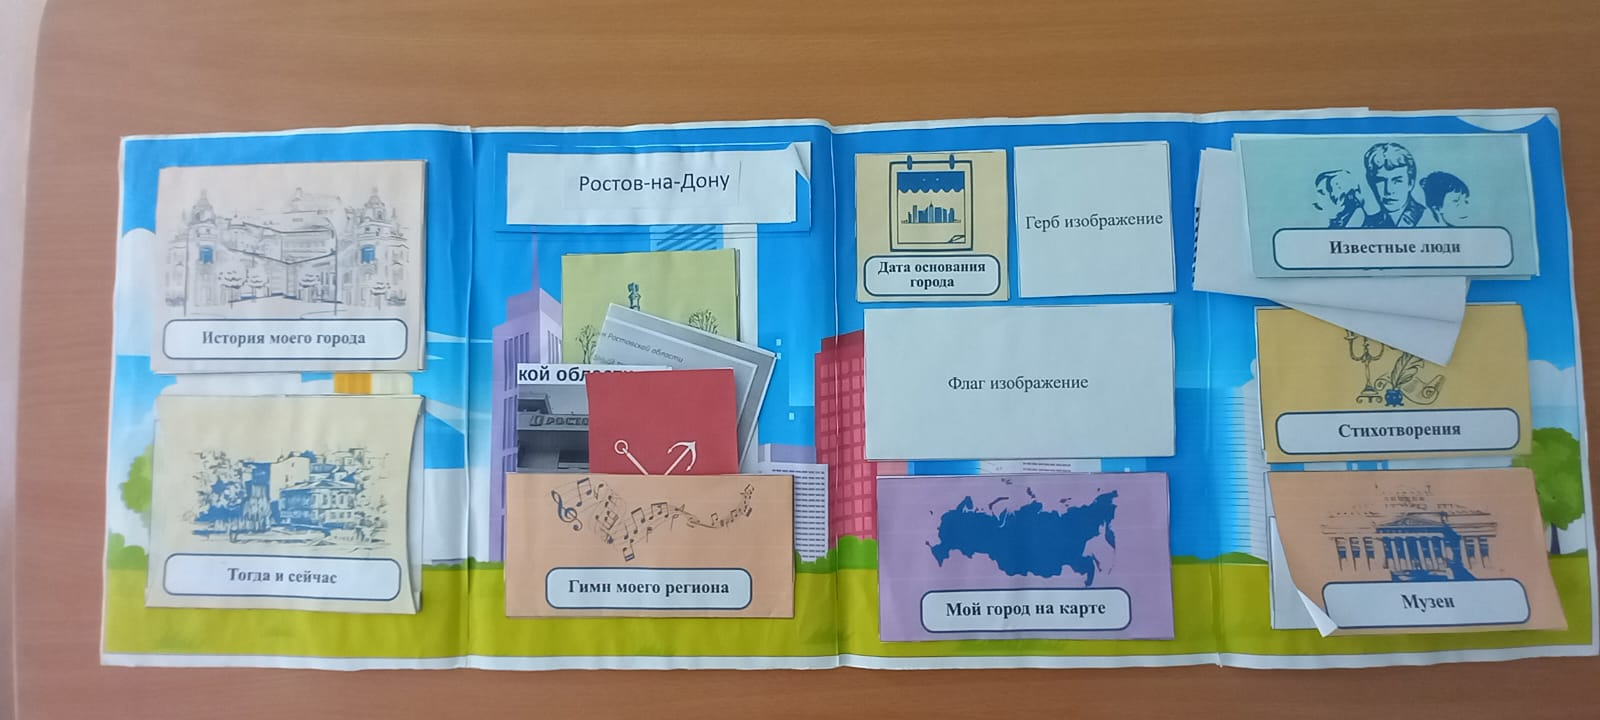 История моего города
Тогда и сейчас
Ростов-на-Дону
Ростовской области
кой
Гимн моего региона
Дата основания
города
Герб изображение
Флаг изображение
Мой город на карте
Известные люди
Стихотворения
Музеи